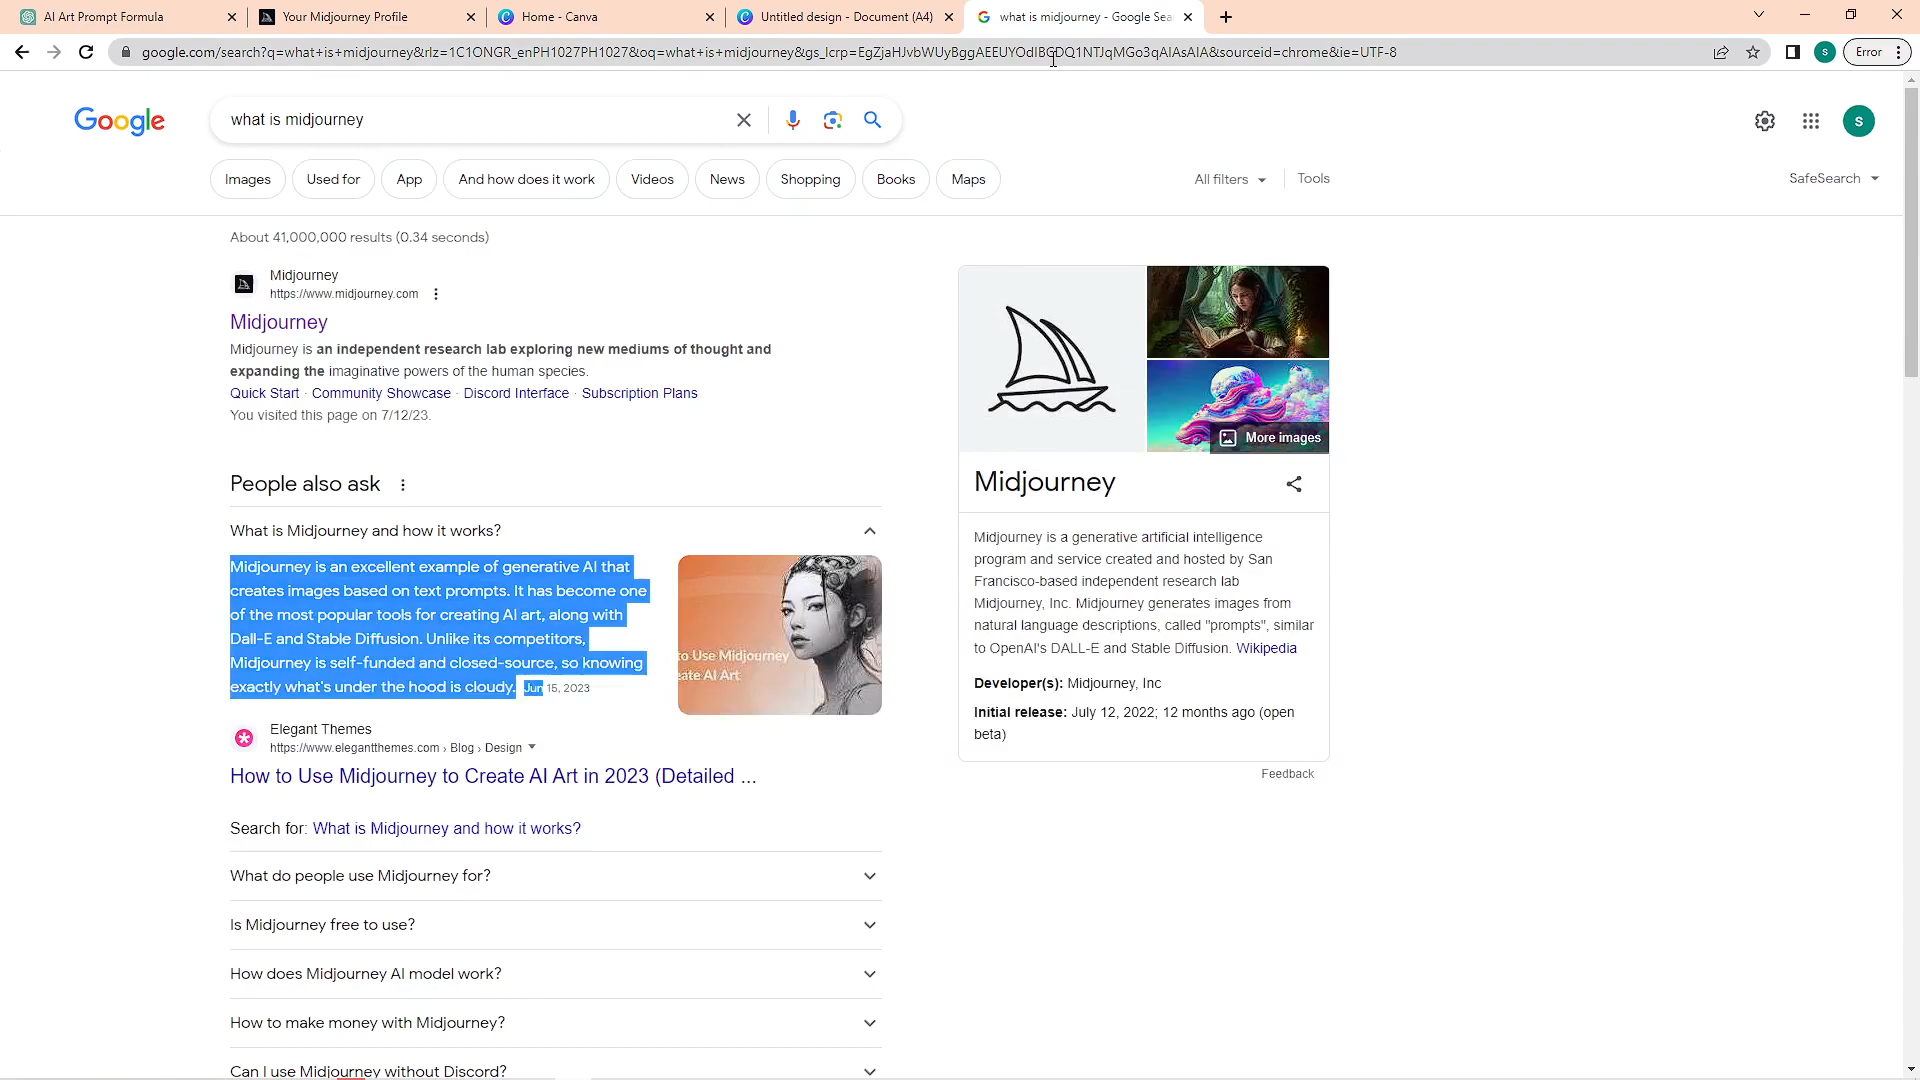 AI Art Prompt Formula
Your Midjourney Profile
Home - Canva
Untitled design - Document (A4)
what is midjourney - Google Sea
google.com/search?q=what+is+midjourney&rlz=1C1ONGR_enPH1027PH1027&oq=what+is+midjourney&gs_lcrp=EgZjaHJvbWUyBggAEEUYOdIBCDQ1NTJqMGo3qAIAsAIA&sourceid=chrome&ie=UTF-8
S
Error
Google
what is midjourney
S
Images
Used for
App
And how does it work
Videos
News
Shopping
Books
Maps
All filters
Tools
SafeSearch
About 41,000,000 results (0.34 seconds)
Midjourney
https://www.midjourney.com
Midjourney
Midjourney is an independent research lab exploring new mediums of thought and
expanding the imaginative powers of the human species.
Quick Start · Community Showcase · Discord Interface · Subscription Plans
You visited this page on 7/12/23.
People also ask
What is Midjourney and how it works?
Midjourney is an excellent example of generative AI that
creates images based on text prompts. It has become one
of the most popular tools for creating AI art, along with
Dall-E and Stable Diffusion. Unlike its competitors,
Midjourney is self-funded and closed-source, so knowing
exactly what's under the hood is cloudy. Jun 15, 2023
to Use Midjourney
eate AI Art
Elegant Themes
https://www.elegantthemes.com › Blog › Design
How to Use Midjourney to Create AI Art in 2023 (Detailed ...
Search for: What is Midjourney and how it works?
What do people use Midjourney for?
Is Midjourney free to use?
How does Midjourney AI model work?
How to make money with Midjourney?
Can I use Midjourney without Discord?
More images
Midjourney
Midjourney is a generative artificial intelligence
program and service created and hosted by San
Francisco-based independent research lab
Midjourney, Inc. Midjourney generates images from
natural language descriptions, called "prompts", similar
to OpenAI's DALL-E and Stable Diffusion. Wikipedia
Developer(s): Midjourney, Inc
Initial release: July 12, 2022; 12 months ago (open
beta)
Feedback